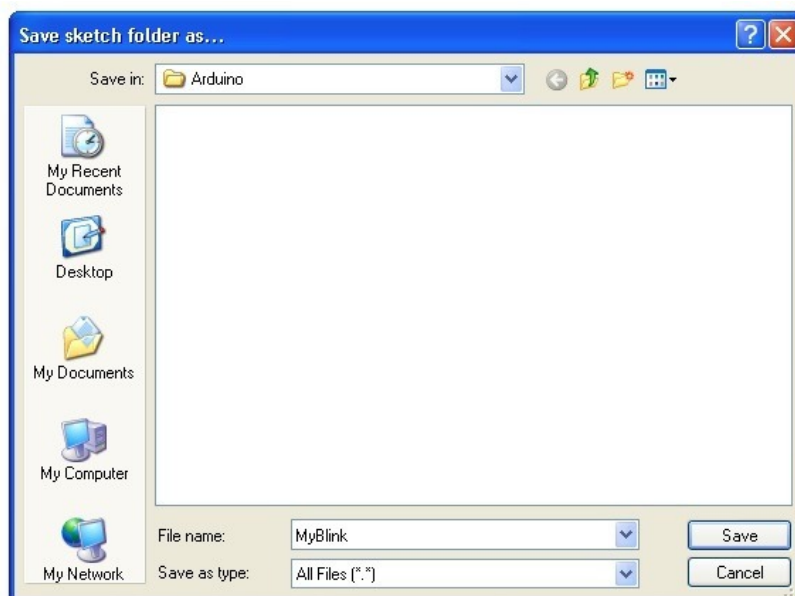 Save sketch folder as...
Save in: Arduino
My Recent
Documents
Desktop
My Documents
My Computer
My Network
File name: MyBlink Save
Save as type: All Files (*.*) Cancel